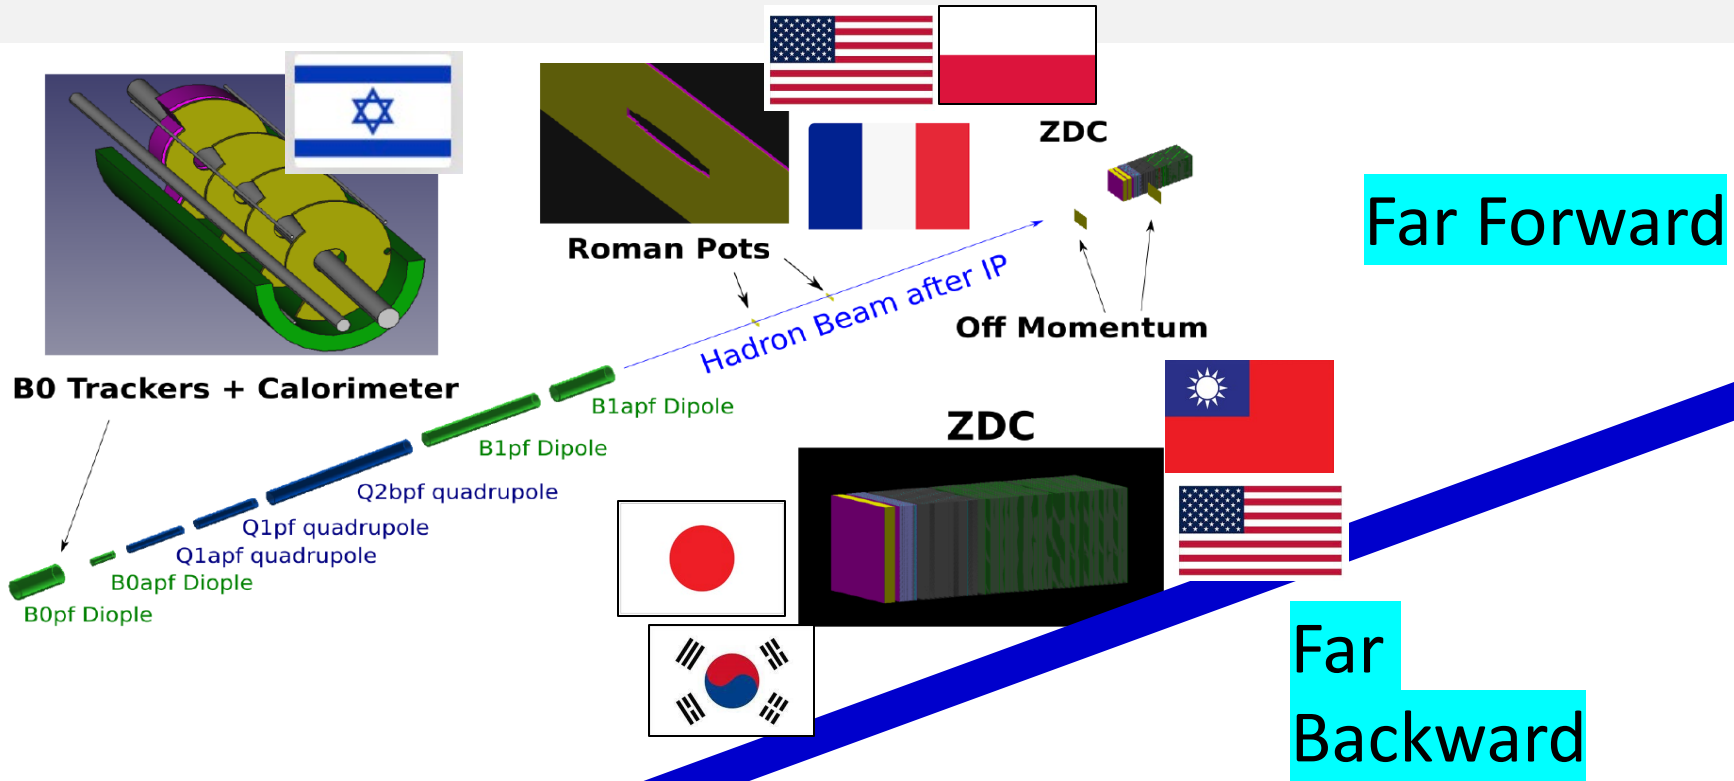 ZDC
Far Forward
Roman Pots
Hadron Beam after IP
Off Momentum
B0 Trackers + Calorimeter
B1apf Dipole
ZDC
B1pf Dipole
Q2bpf quadrupole
Q1pf quadrupole
Q1apf quadrupole
B0apf Diople
B0pf Diople
Far
Backward